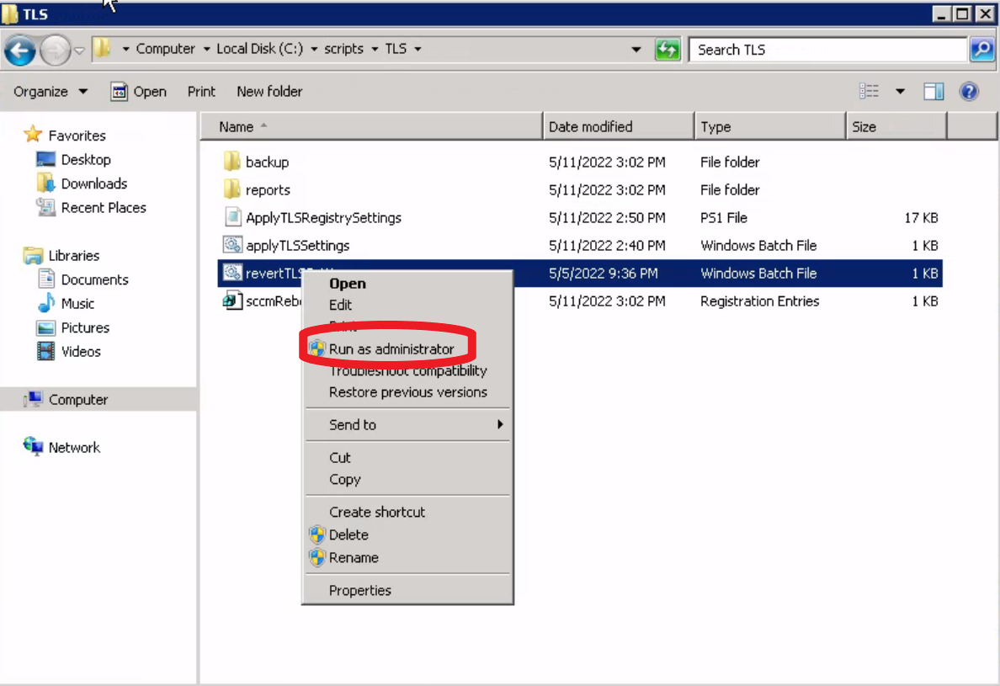 TLS
Computer Local Disk (C:) scripts TLS Search TLS
Organize Open Print New folder
Name Date modified Type Size
Favorites
Desktop
Downloads
Recent Places
Libraries
Documents
Music
Pictures
Videos
Computer
Network
backup 5/11/2022 3:02 PM File folder
reports 5/11/2022 3:02 PM File folder
ApplyTLSRegistrySettings 5/11/2022 2:50 PM PS1 File 17 KB
applyTLSSettings 5/11/2022 2:40 PM Windows Batch File 1 KB
revertTLS 5/5/2022 9:36 PM Windows Batch File 1 KB
sccmReb 5/11/2022 3:02 PM Registration Entries 1 KB
Open
Edit
Print
Run as administrator
Troubleshoot compatibility
Restore previous versions
Send to
Cut
Copy
Create shortcut
Delete
Rename
Properties